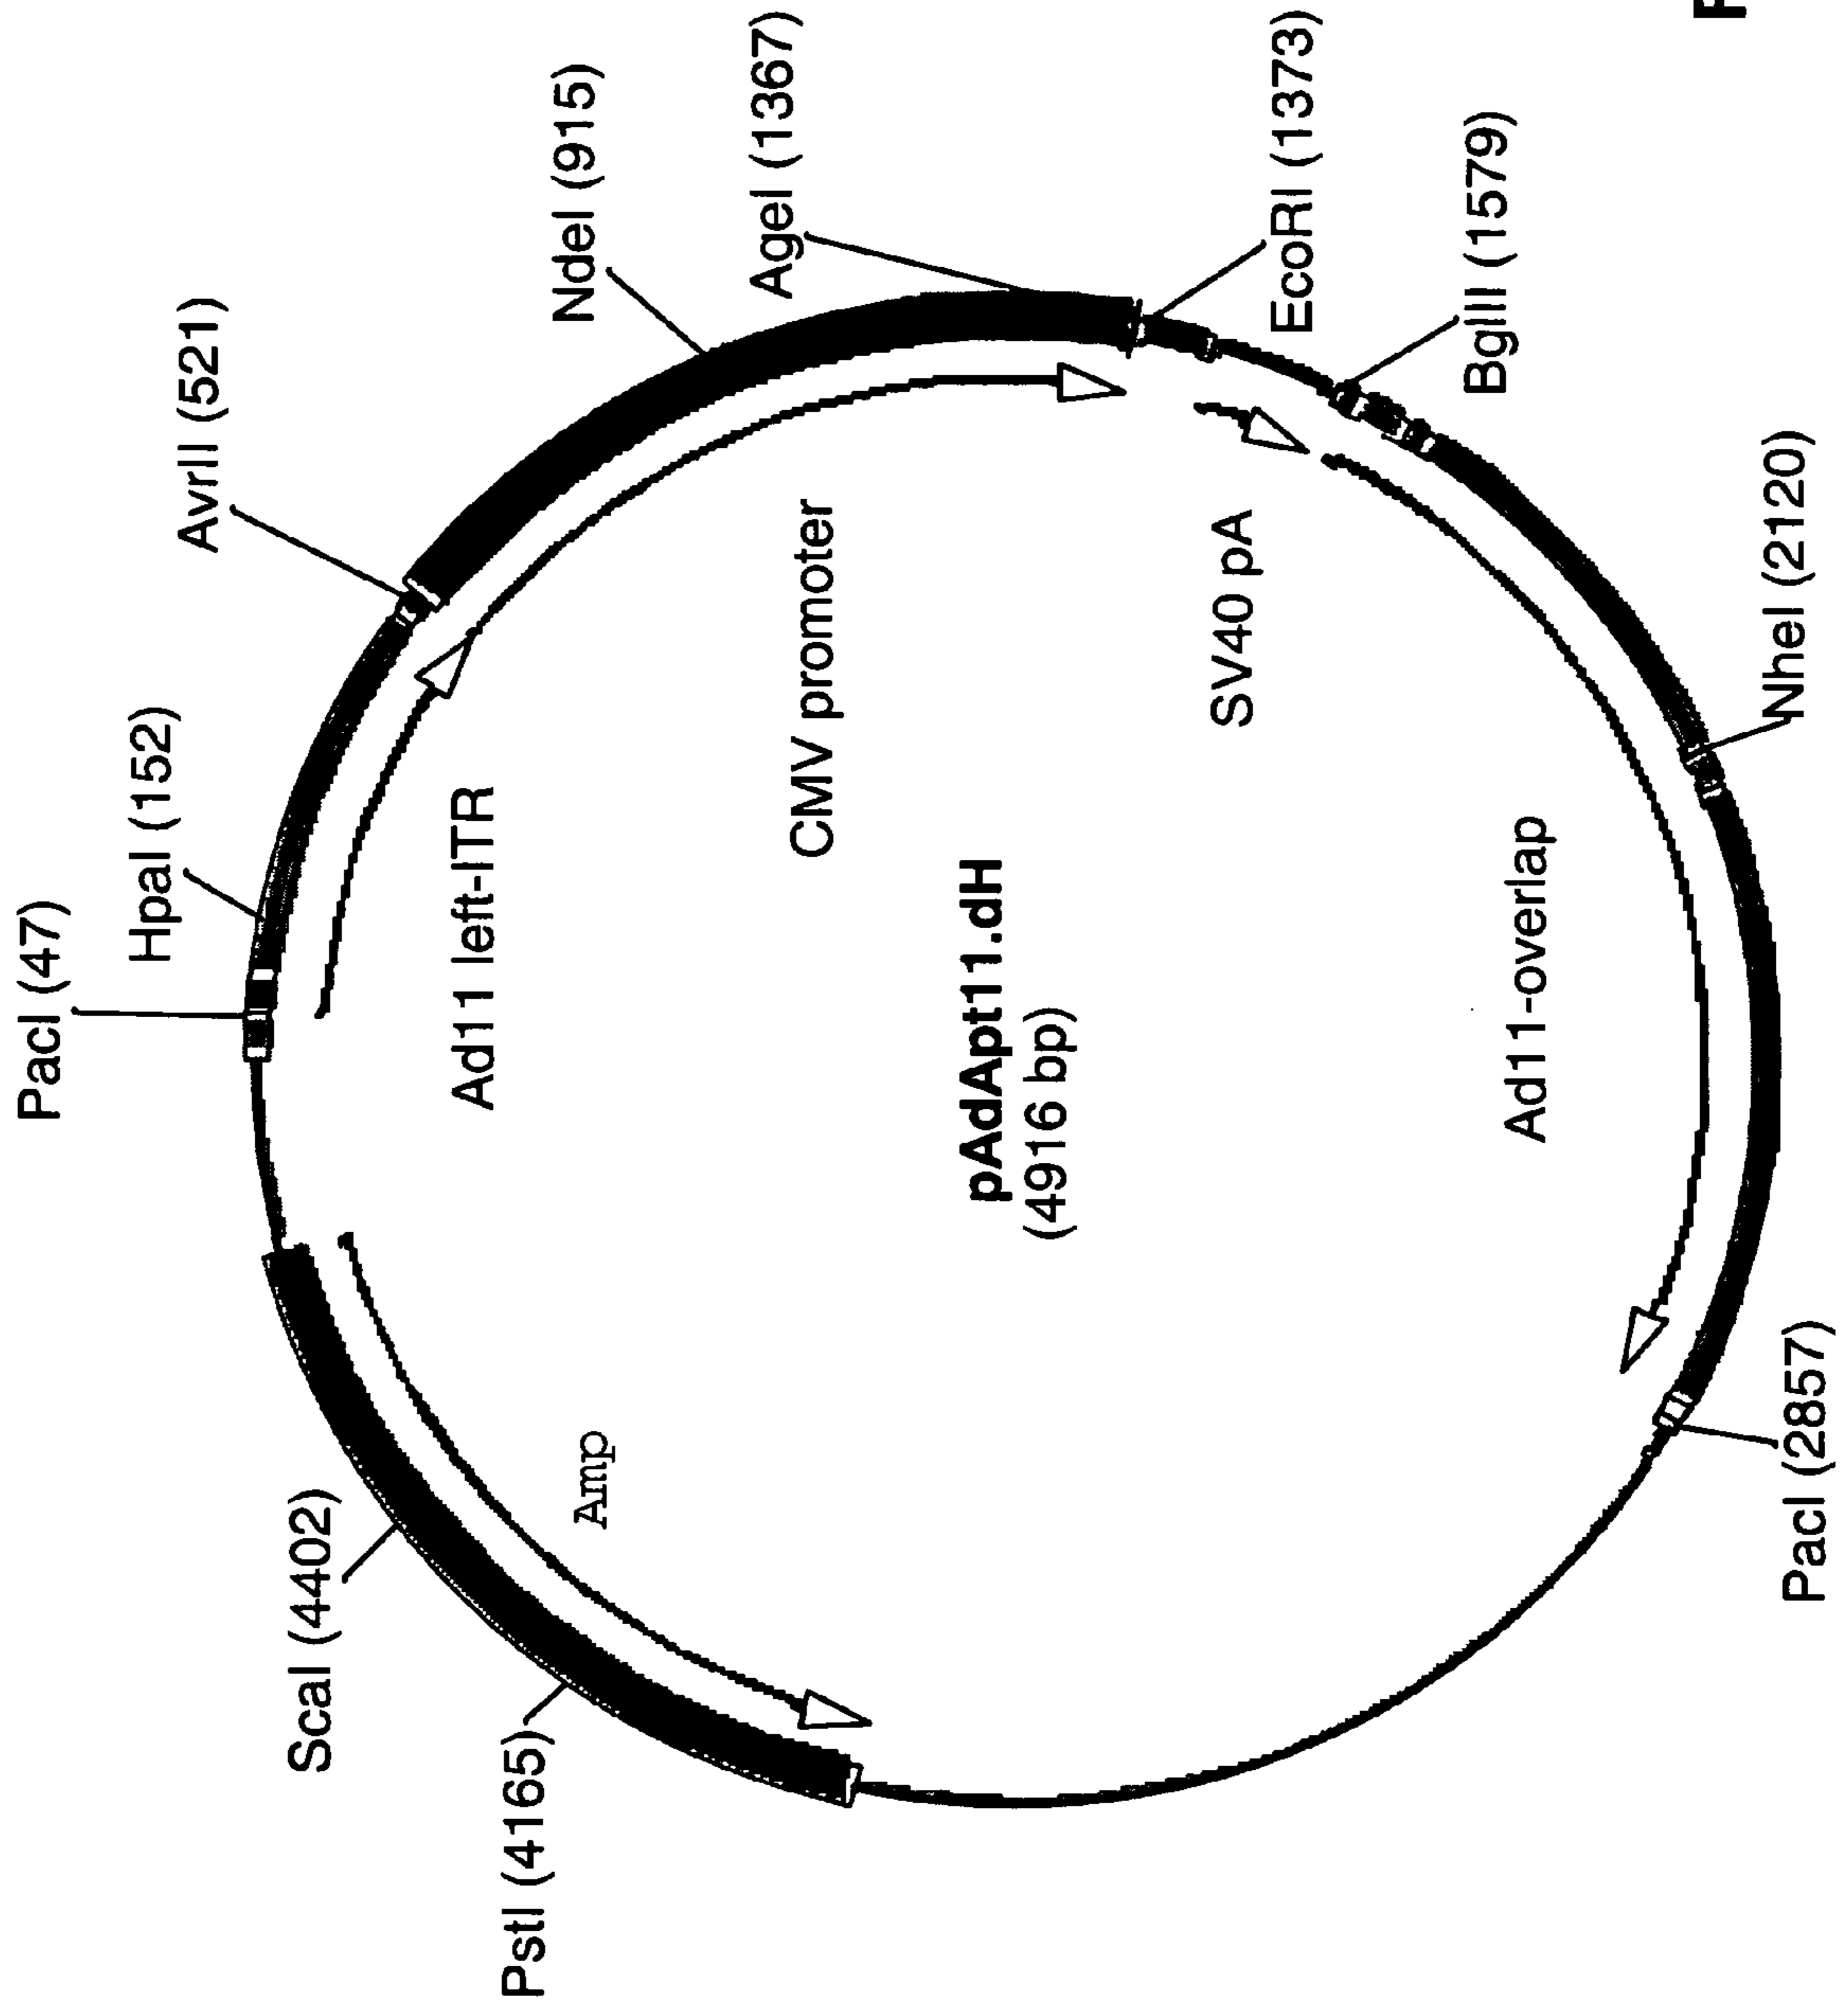 PacI (47)
HpaI (152)
AvrII (521)
ScaI (4402)
Ad11 left-ITR
PstI (4165)
NdeI (915)
Amp
AgeI (1367)
CMV promoter
pAdApt11.dH
(4916 bp)
SV40 pA
EcoRI (1373)
BglII (1579)
Ad11-overlap
NheI (2120)
PacI (2857)